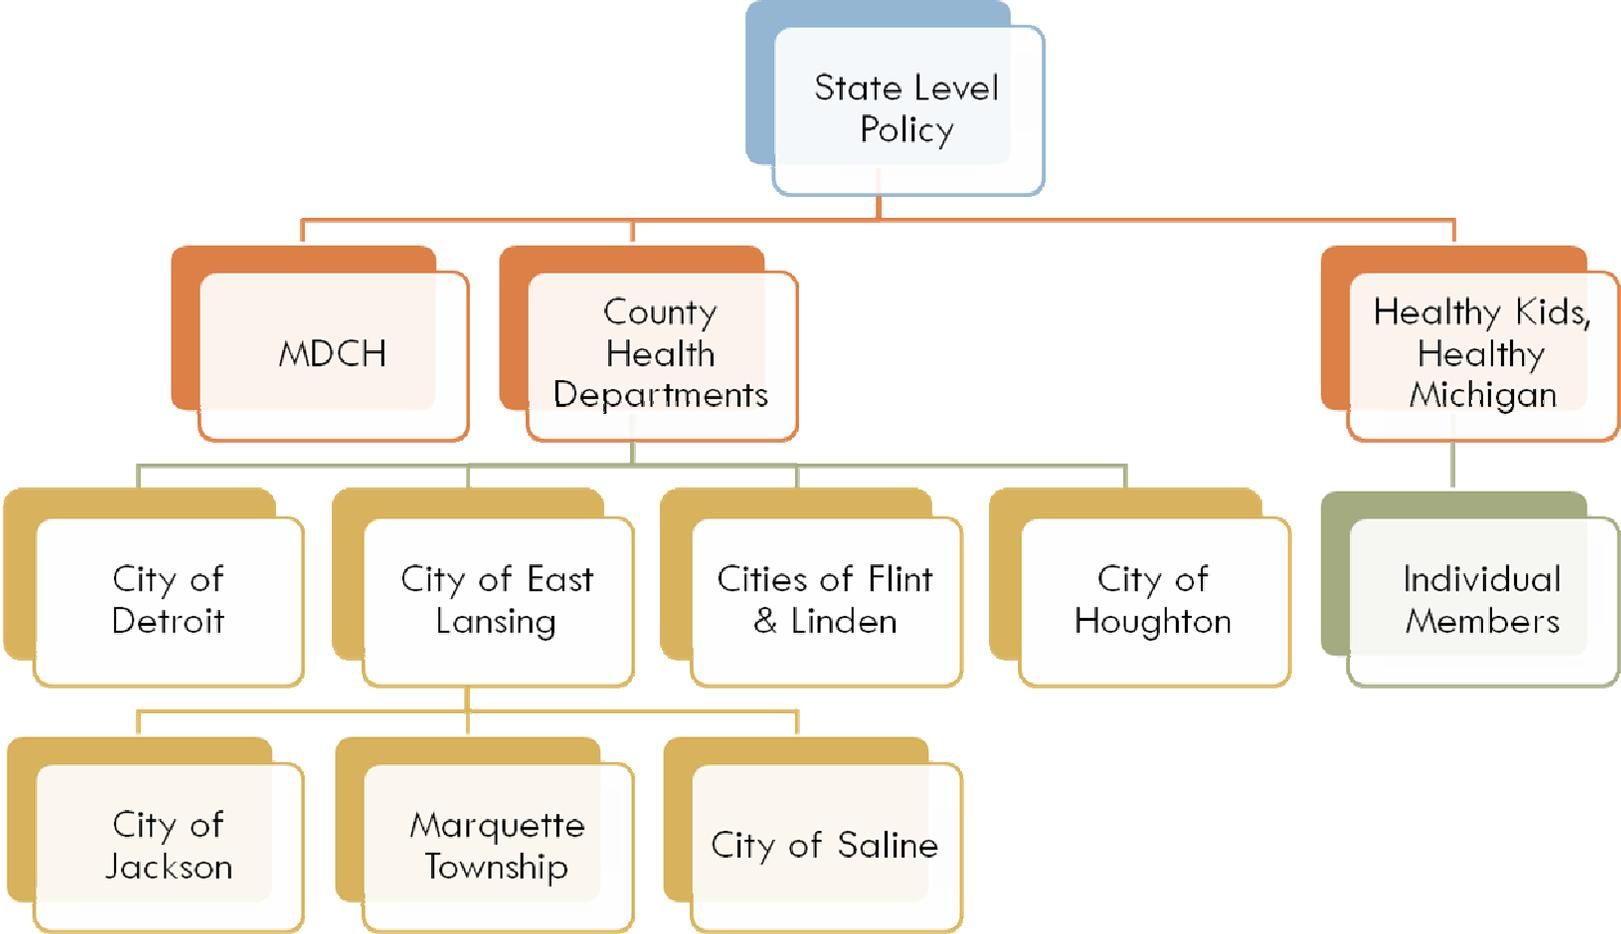 State Level
Policy
MDCH
County
Health
Departments
Healthy Kids,
Healthy
Michigan
City of
Detroit
City of East
Lansing
Cities of Flint
& Linden
City of
Houghton
Individual
Members
City of
Jackson
Marquette
Township
City of Saline